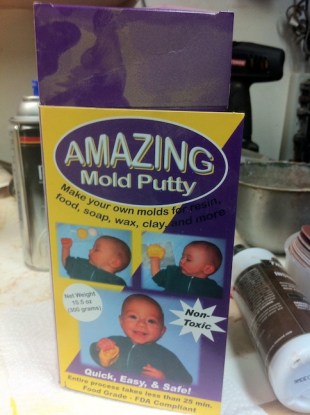 AMAZING
Mold Putty
Make your own molds for resin,
food, soap, wax, clay, and more
Net Weight
10.5 oz
(300 grams)
Non-
Toxic
Quick, Easy, & Safe!
Entire process takes less than 25 min.
Food Grade - FDA Compliant